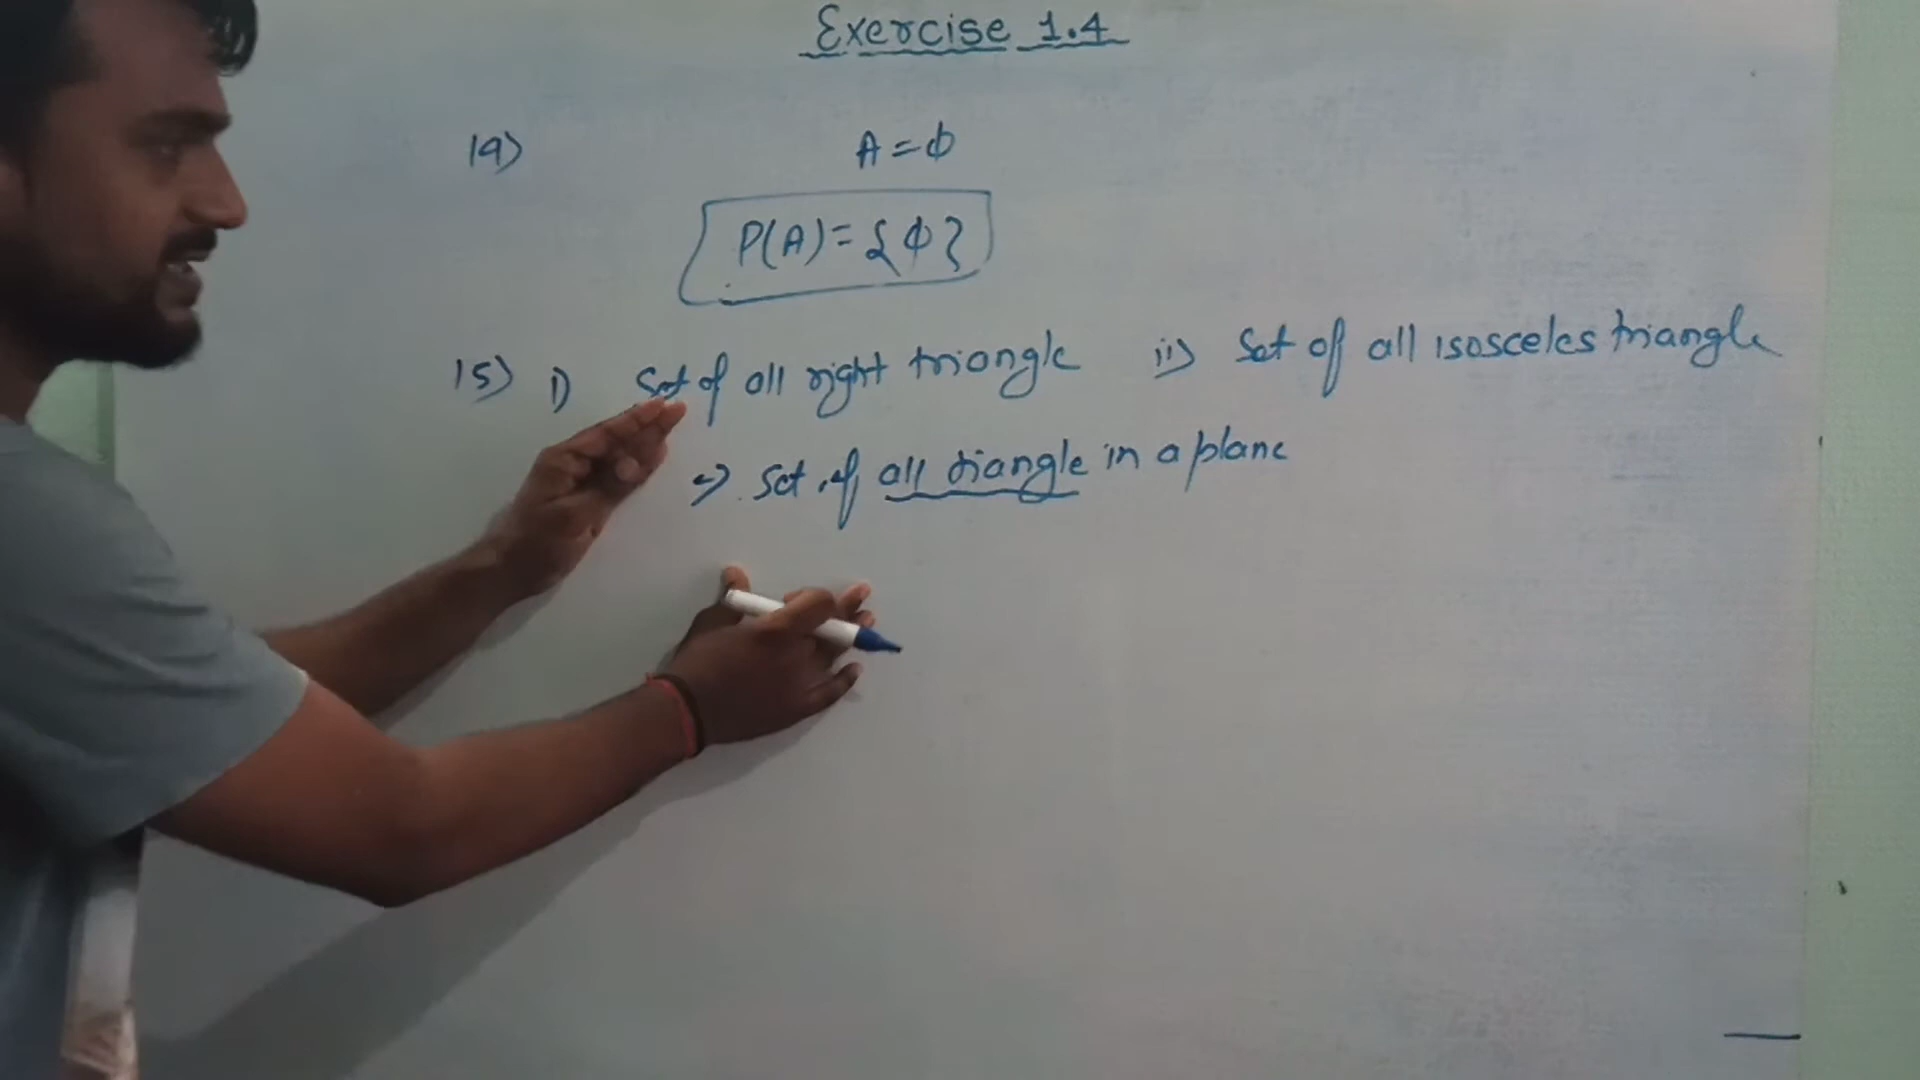 Exercise 1.4
14) A = ϕ
P(A) = {ϕ}
15) i) Set of all right triangle ii) Set of all isosceles triangle
=> Set of all triangle in a plane